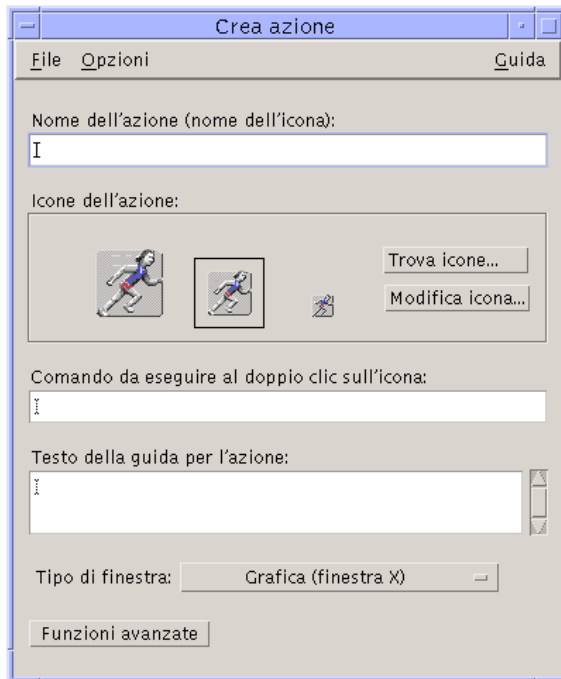 Crea azione
File Opzioni Guida
Nome dell'azione (nome dell'icona):
Icone dell'azione:
Trova icone...
Modifica icona...
Comando da eseguire al doppio clic sull'icona:
Testo della guida per l'azione:
Tipo di finestra: Grafica (finestra X)
Funzioni avanzate